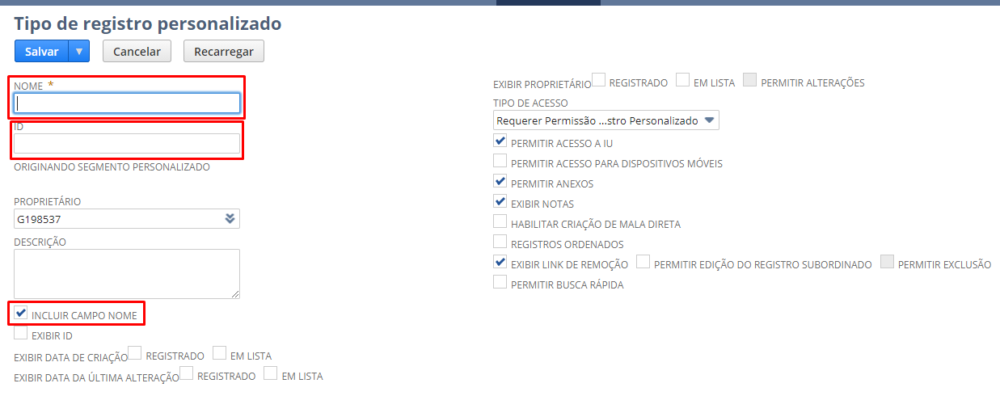 Tipo de registro personalizado
Salvar Cancelar Recarregar
NOME *
ID
ORIGINANDO SEGMENTO PERSONALIZADO
PROPRIETÁRIO
G198537
DESCRIÇÃO
INCLUIR CAMPO NOME
EXIBIR ID
EXIBIR DATA DE CRIAÇÃO REGISTRADO EM LISTA
EXIBIR DATA DA ÚLTIMA ALTERAÇÃO REGISTRADO EM LISTA
EXIBIR PROPRIETÁRIO REGISTRADO EM LISTA PERMITIR ALTERAÇÕES
TIPO DE ACESSO
Requerer Permissão ...stro Personalizado
PERMITIR ACESSO A IU
PERMITIR ACESSO PARA DISPOSITIVOS MÓVEIS
PERMITIR ANEXOS
EXIBIR NOTAS
HABILITAR CRIAÇÃO DE MALA DIRETA
REGISTROS ORDENADOS
EXIBIR LINK DE REMOÇÃO PERMITIR EDIÇÃO DO REGISTRO SUBORDINADO PERMITIR EXCLUSÃO
PERMITIR BUSCA RÁPIDA